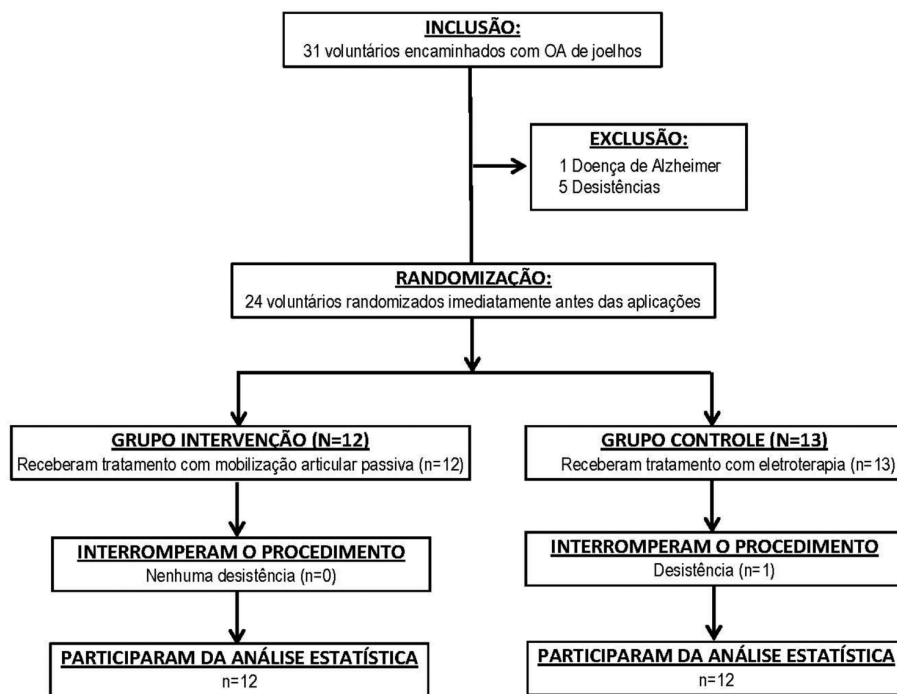 INCLUSÃO:
31 voluntários encaminhados com OA de joelhos
EXCLUSÃO:
1 Doença de Alzheimer
5 Desistências
RANDOMIZAÇÃO:
24 voluntários randomizados imediatamente antes das aplicações
GRUPO INTERVENÇÃO (N=12)
Receberam tratamento com mobilização articular passiva (n=12)
GRUPO CONTROLE (N=13)
Receberam tratamento com eletroterapia (n=13)
INTERROMPERAM O PROCEDIMENTO
Nenhuma desistência (n=0)
INTERROMPERAM O PROCEDIMENTO
Desistência (n=1)
PARTICIPARAM DA ANÁLISE ESTATÍSTICA
n=12
PARTICIPARAM DA ANÁLISE ESTATÍSTICA
n=12